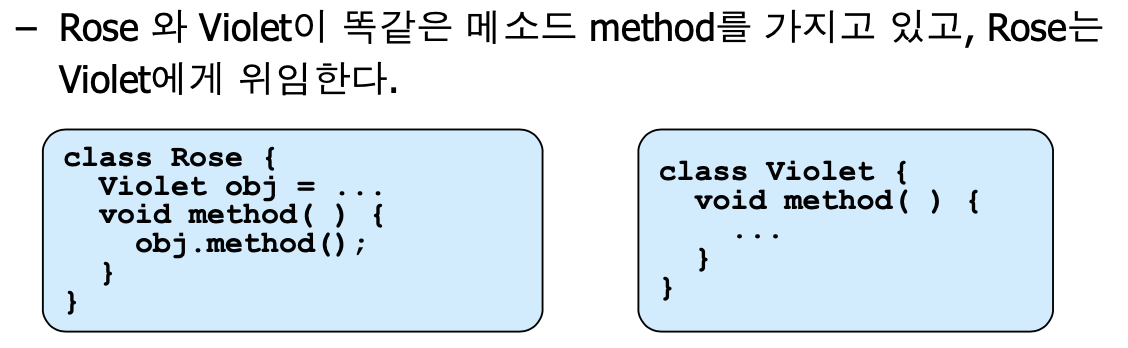 – Rose 와 Violet이 똑같은 메소드 method를 가지고 있고, Rose는
Violet에게 위임한다.
class Rose {
  Violet obj = ...
  void method( ) {
    obj.method();
  }
}
class Violet {
  void method( ) {
    ...
  }
}